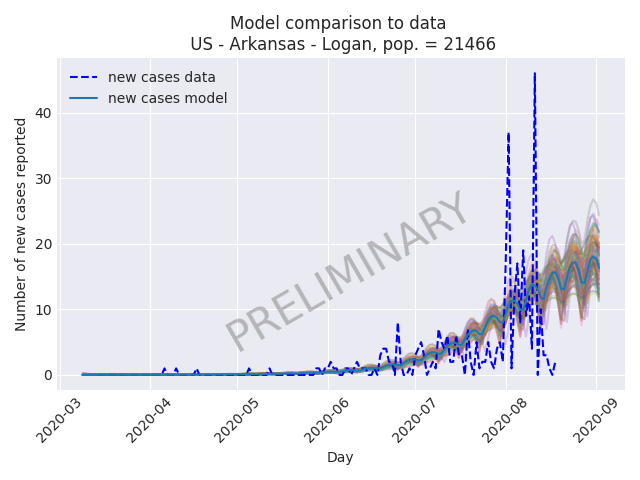 Model comparison to data
US - Arkansas - Logan, pop. = 21466
new cases data
new cases model
Number of new cases reported
40
30
20
10
0
PRELIMINARY
2020-03
2020-04
2020-05
2020-06
2020-07
2020-08
2020-09
Day